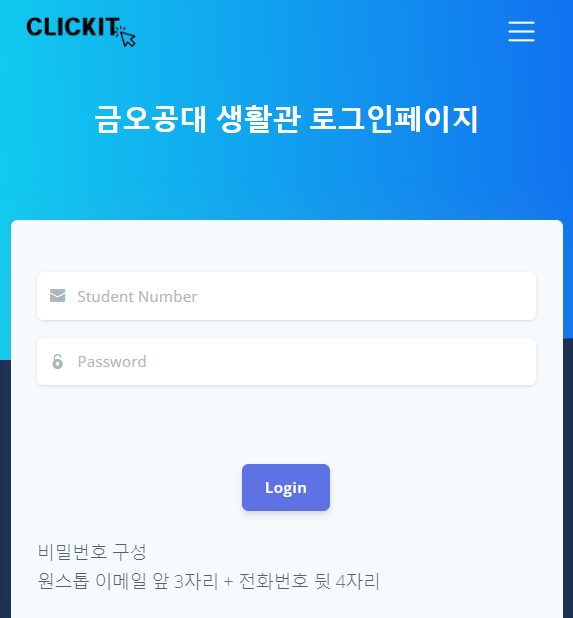 CLICKIT
금오공대 생활관 로그인페이지
Student Number
Password
Login
비밀번호 구성
원스톱 이메일 앞 3자리 + 전화번호 뒷 4자리